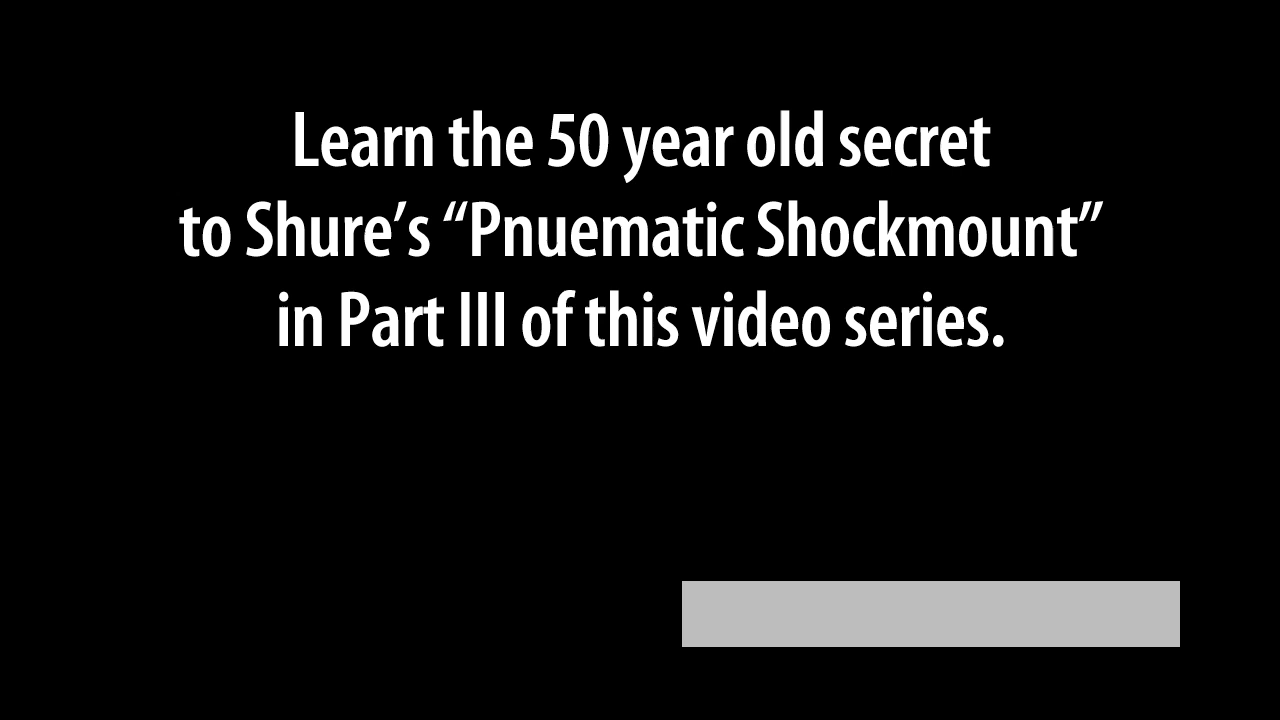 Learn the 50 year old secret
to Shure’s “Pnuematic Shockmount”
in Part III of this video series.